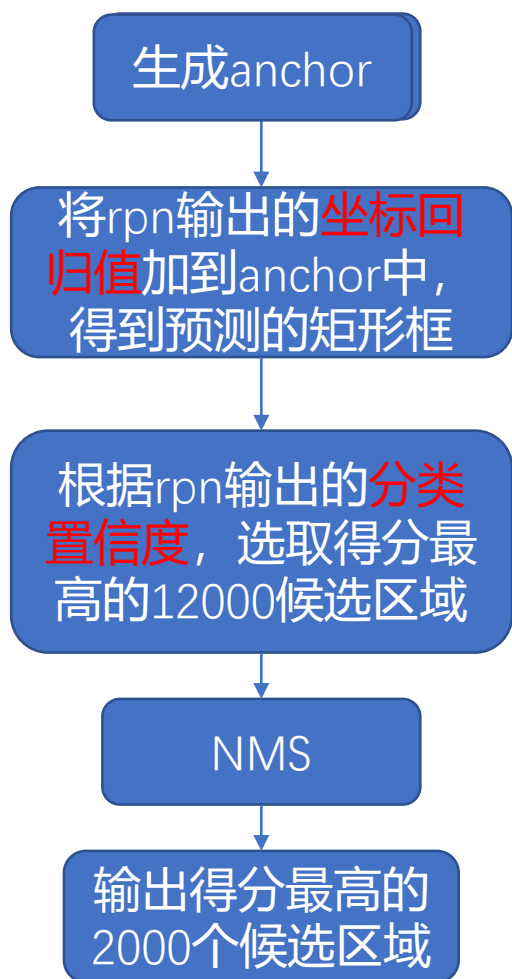 生成anchor
将rpn输出的坐标回
归值加到anchor中，
得到预测的矩形框
根据rpn输出的分类
置信度，选取得分最
高的12000候选区域
NMS
输出得分最高的
2000个候选区域